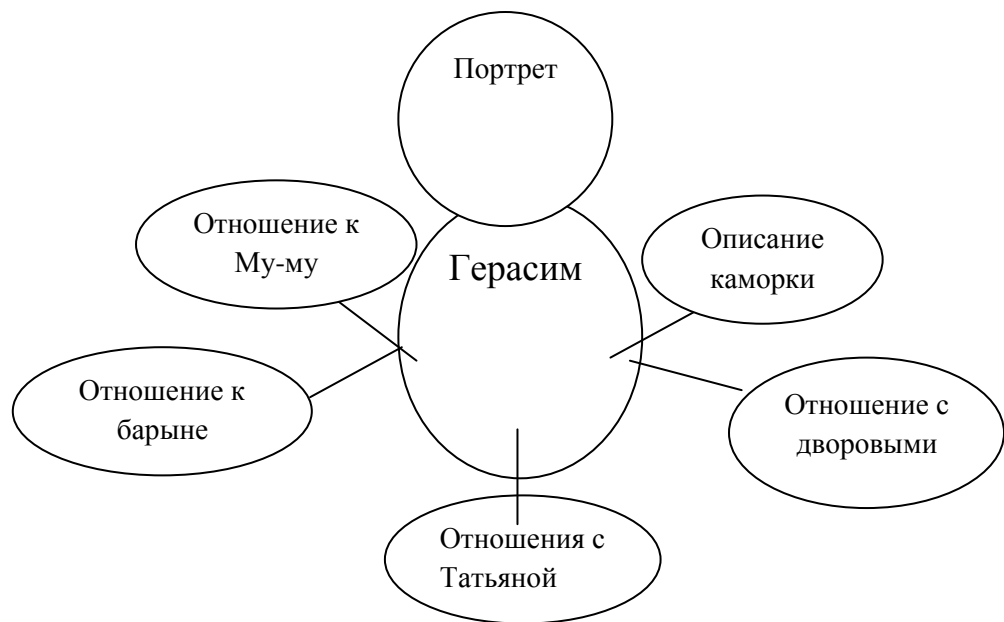 Портрет
Отношение к
Му-му
Герасим
Описание
каморки
Отношение к
барыне
Отношение с
дворовыми
Отношения с
Татьяной